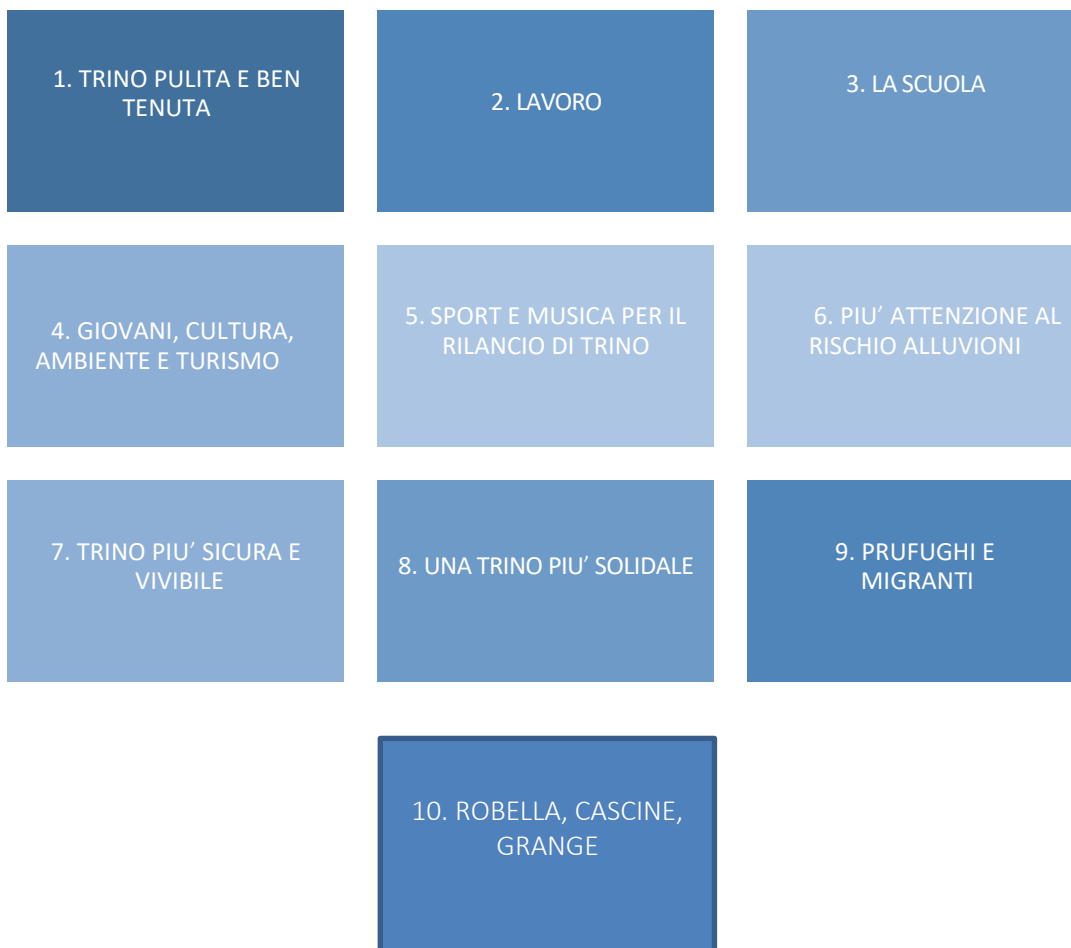 1. TRINO PULITA E BEN
TENUTA
2. LAVORO
3. LA SCUOLA
4. GIOVANI, CULTURA,
AMBIENTE E TURISMO
5. SPORT E MUSICA PER IL
RILANCIO DI TRINO
6. PIU’ ATTENZIONE AL
RISCHIO ALLUVIONI
7. TRINO PIU’ SICURA E
VIVIBILE
8. UNA TRINO PIU’ SOLIDALE
9. PRUFUGHI E
MIGRANTI
10. ROBELLA, CASCINE,
GRANGE